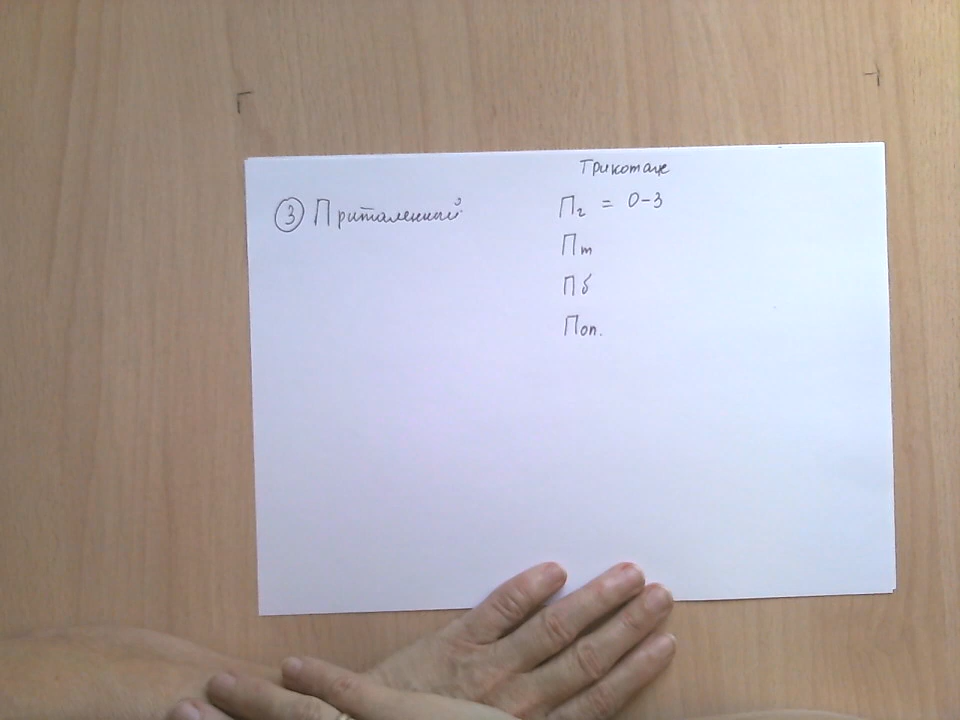 Трикотаж
③ Приталенный
Пг = 0-3
Пт
Пб
Поп.